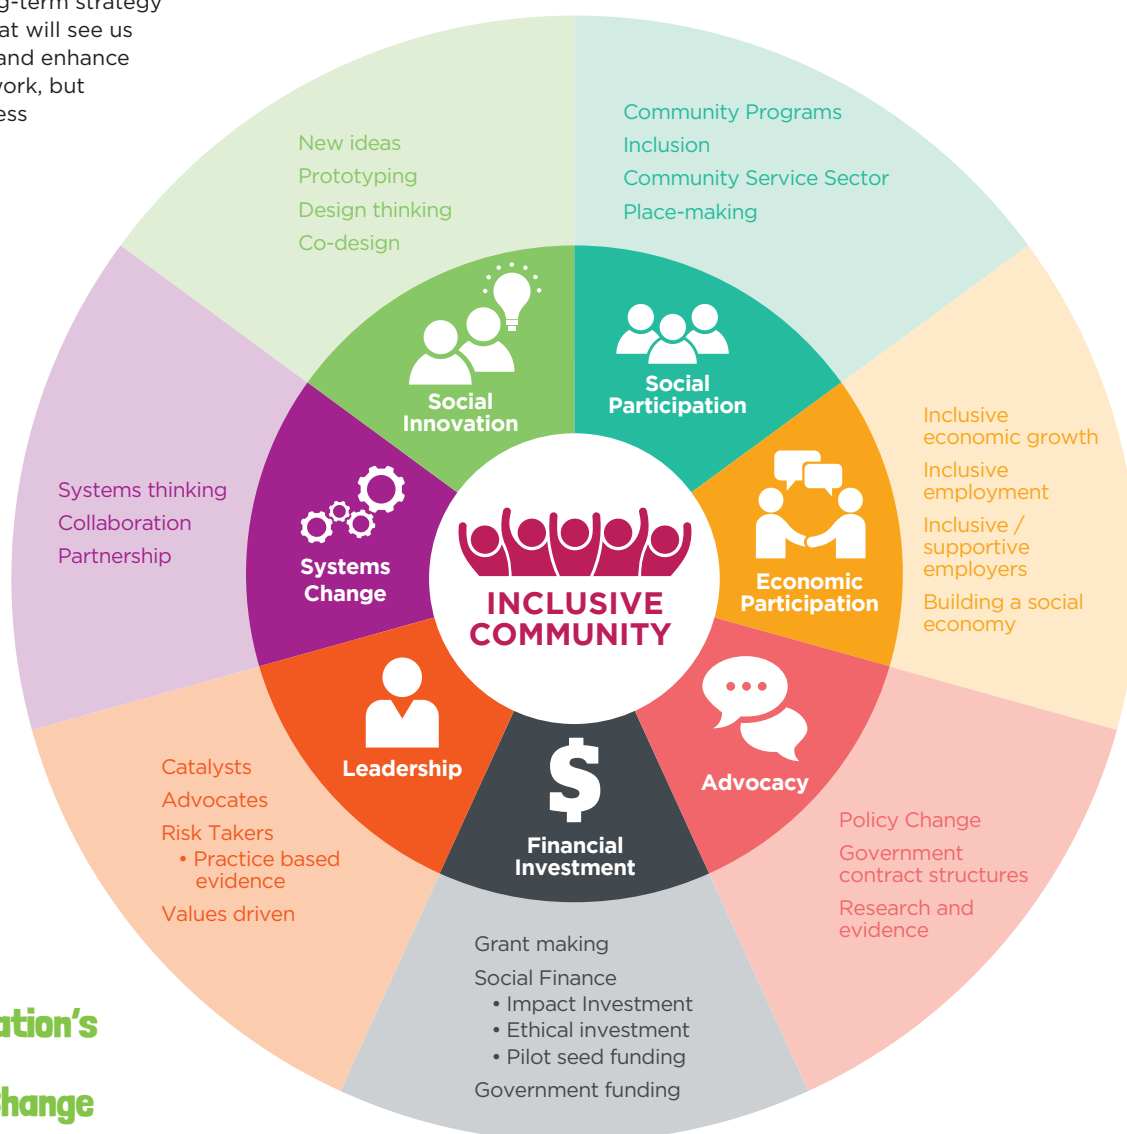 strategy
at will see us
and enhance
work, but
New ideas
Prototyping
Design thinking
Co-design
Community Programs
Inclusion
Community Service Sector
Place-making
Social
Innovation
Social
Participation
Inclusive
economic growth
Inclusive
employment
Inclusive /
supportive
employers
Building a social
economy
Systems thinking
Collaboration
Partnership
Systems
Change
INCLUSIVE
COMMUNITY
Economic
Participation
Leadership
Advocacy
Financial
Investment
Catalysts
Advocates
Risk Takers
• Practice based
evidence
Values driven
Policy Change
Government
contract structures
Research and
evidence
Grant making
Social Finance
• Impact Investment
• Ethical investment
• Pilot seed funding
Government funding